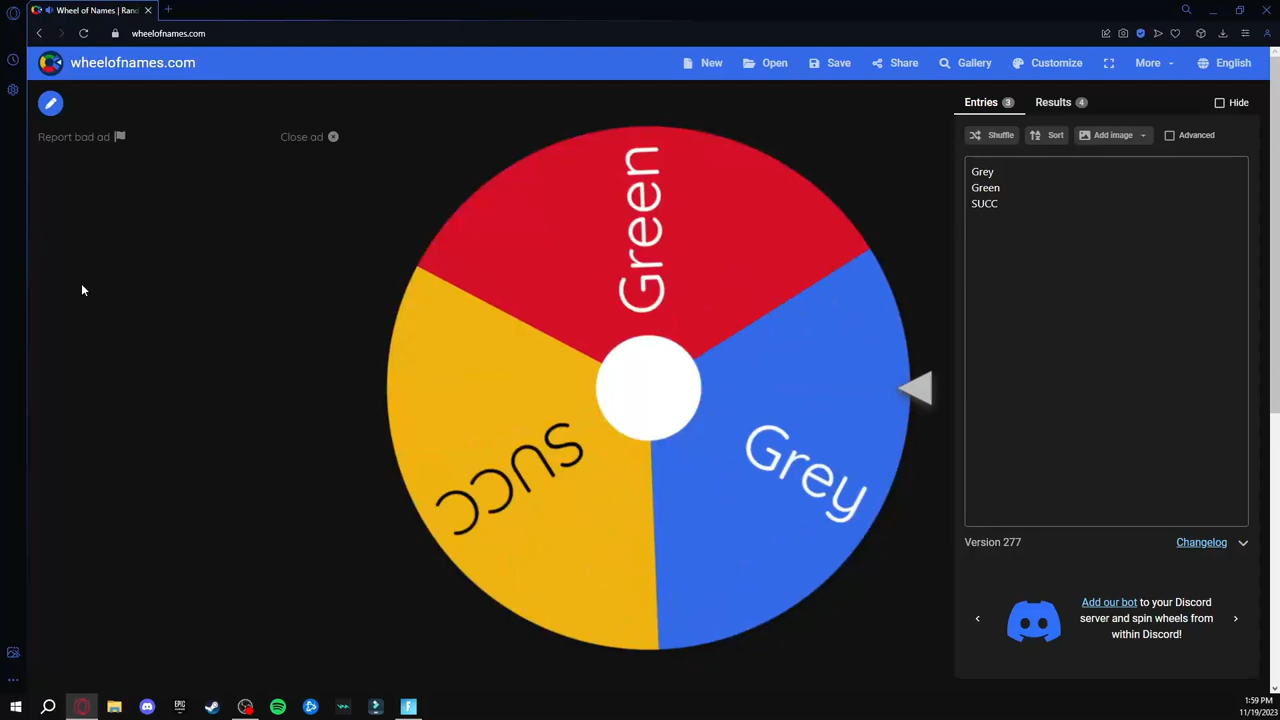 Wheel of Names | Rand
wheelofnames.com
wheelofnames.com
New
Open
Save
Share
Gallery
Customize
More
English
Report bad ad
Close ad
Entries 3
Results 4
Hide
Shuffle
Sort
Add image
Advanced
Grey
Green
SUCC
Green
Grey
SUCC
Version 277
Changelog
Add our bot to your Discord
server and spin wheels from
within Discord!
EPIC
1:59 PM
11/19/2023